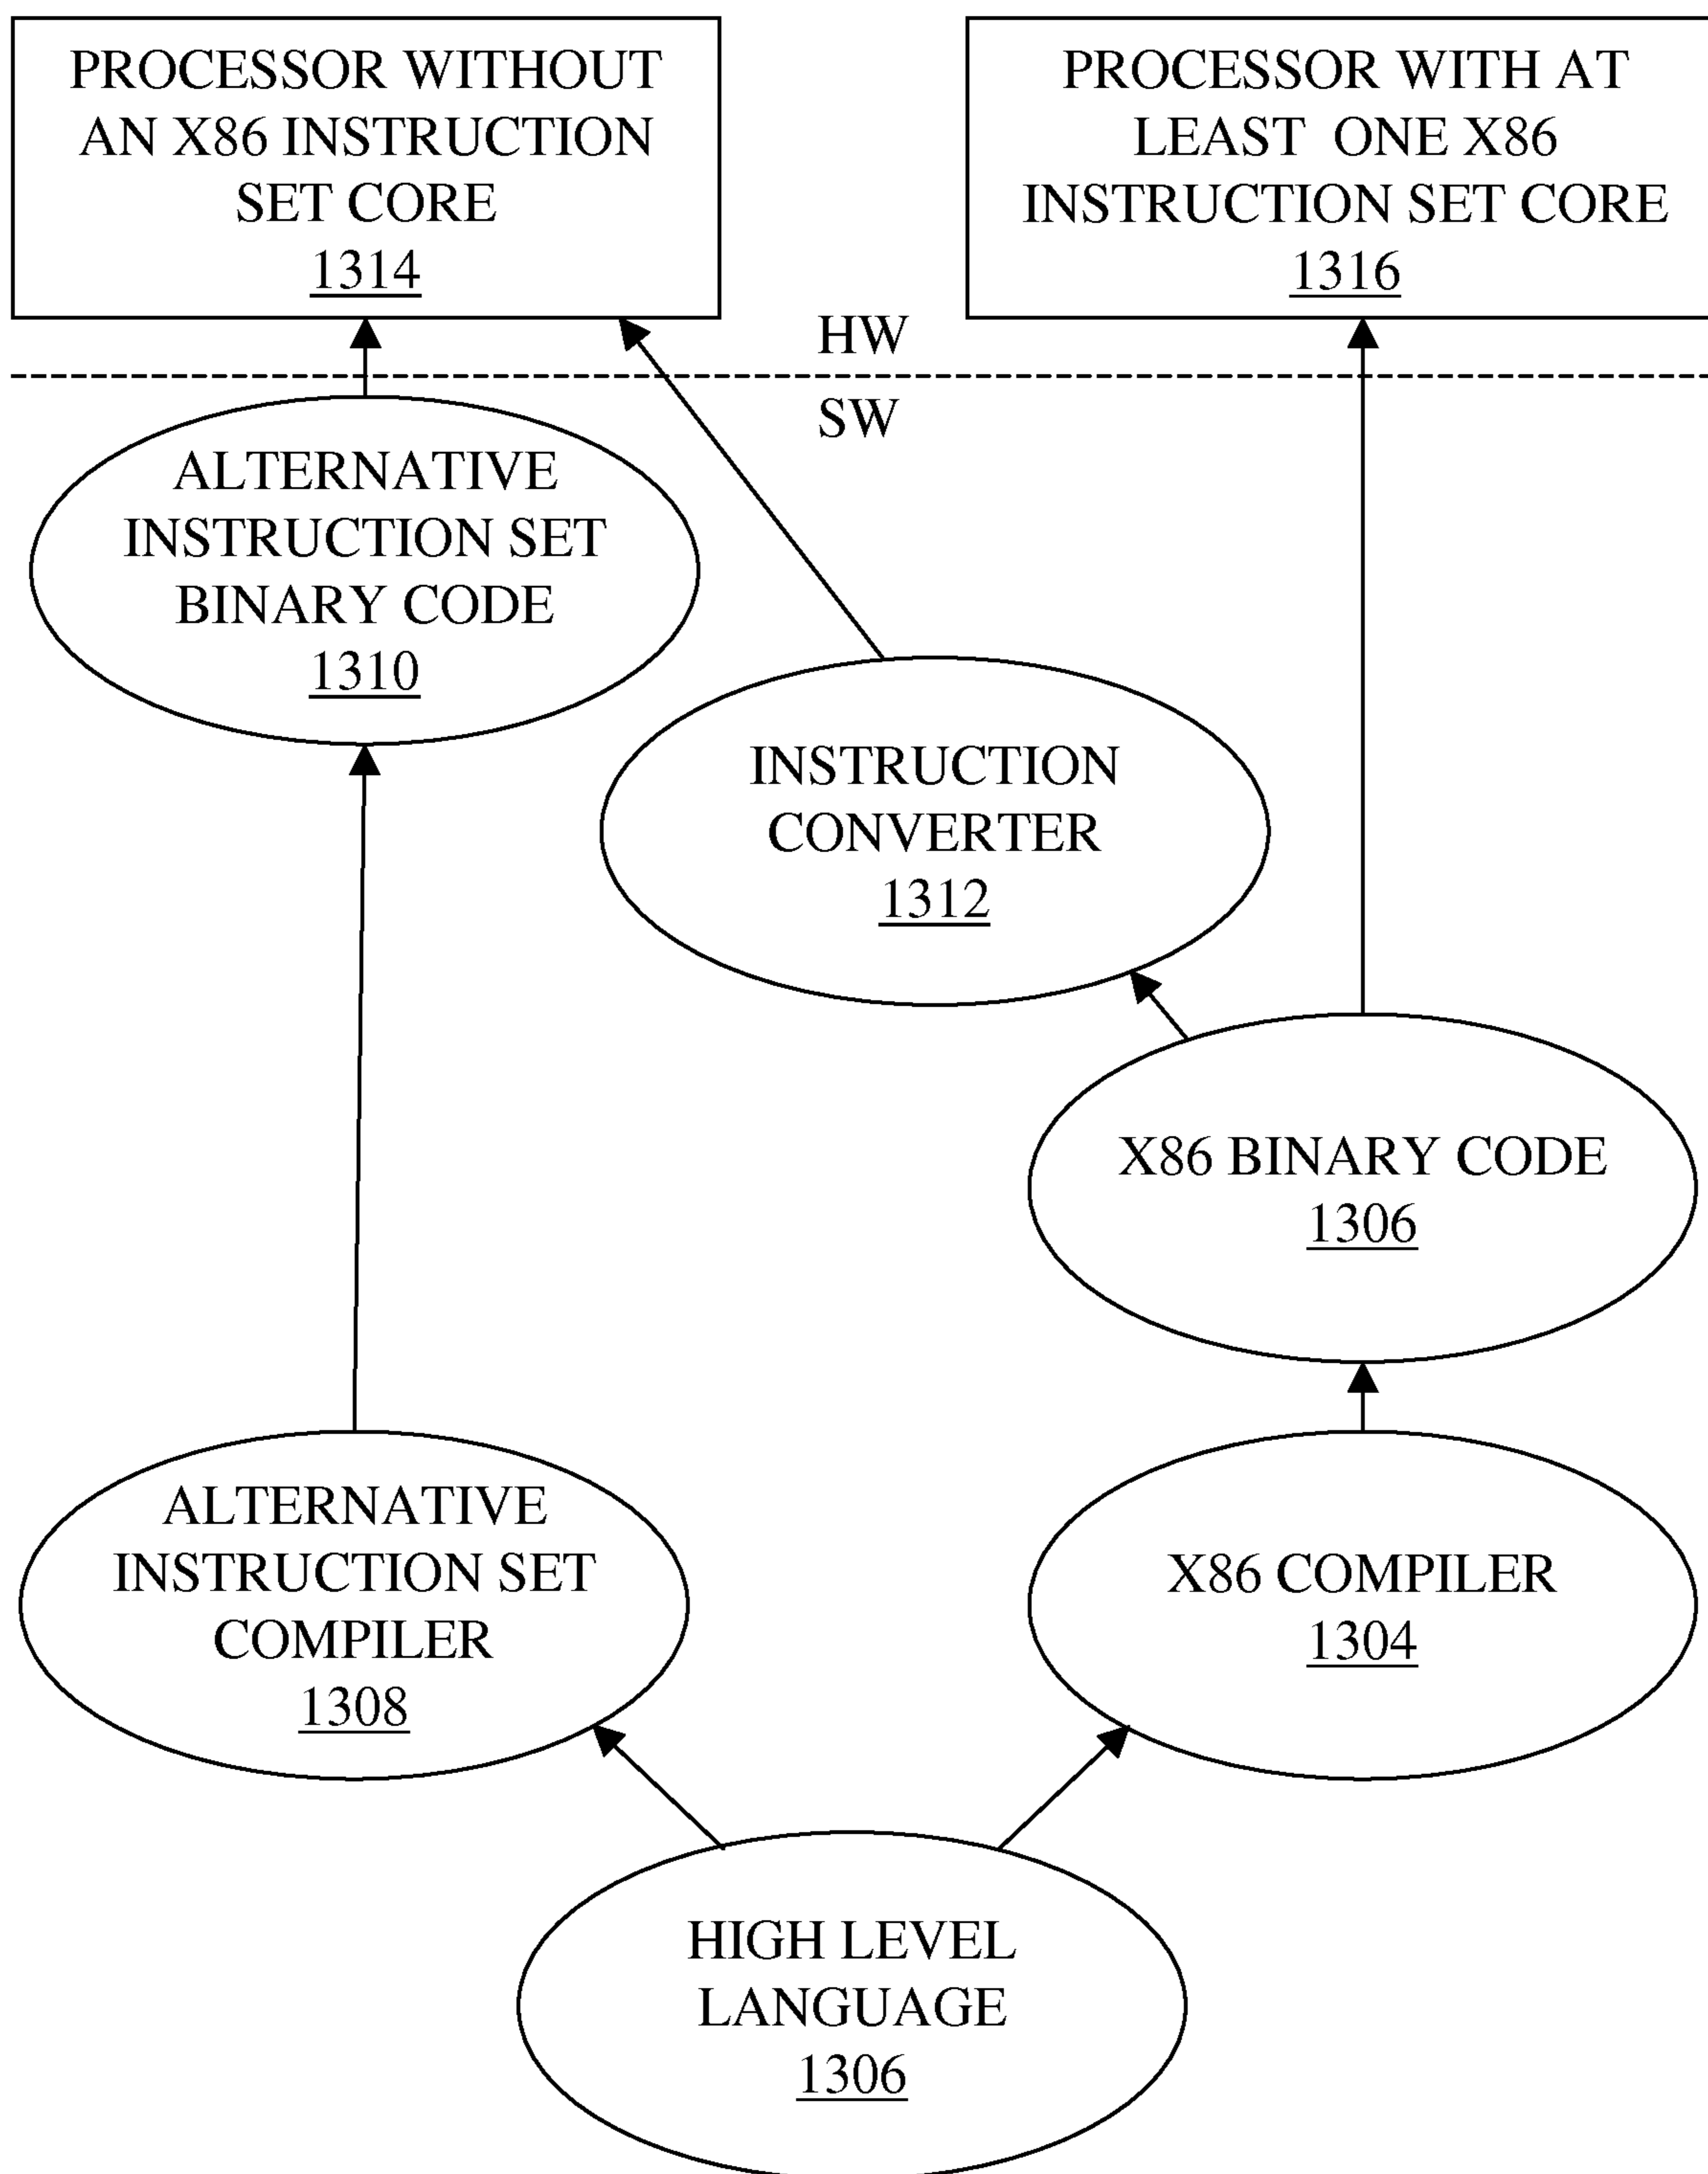 PROCESSOR WITHOUT
AN X86 INSTRUCTION
SET CORE
1314
PROCESSOR WITH AT
LEAST ONE X86
INSTRUCTION SET CORE
1316
HW
SW
ALTERNATIVE
INSTRUCTION SET
BINARY CODE
1310
INSTRUCTION
CONVERTER
1312
X86 BINARY CODE
1306
ALTERNATIVE
INSTRUCTION SET
COMPILER
1308
X86 COMPILER
1304
HIGH LEVEL
LANGUAGE
1306